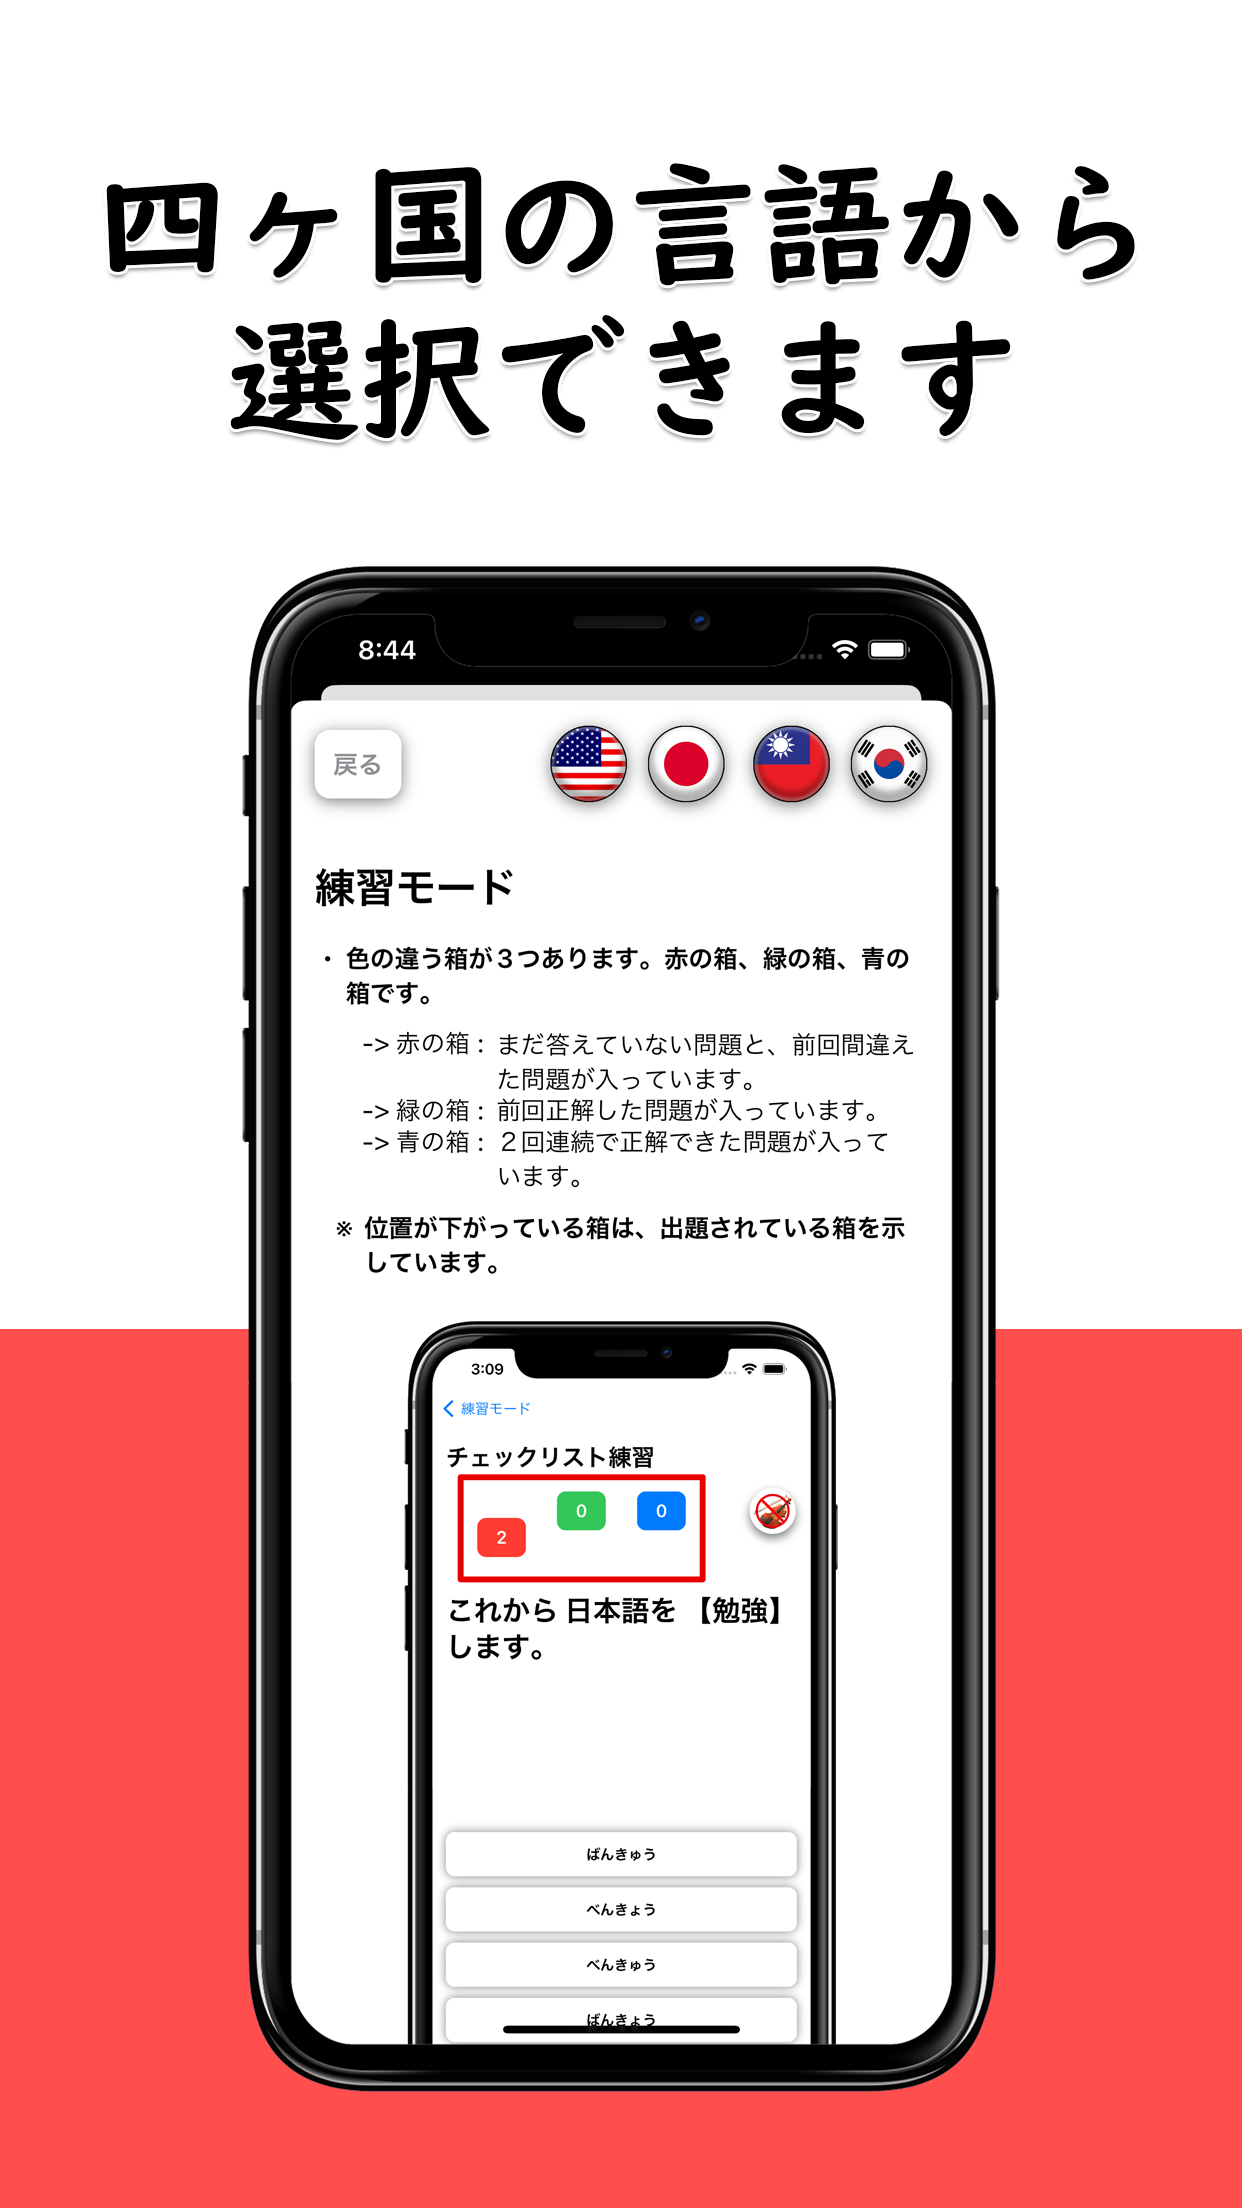 四ヶ国の言語から
選択できます
8:44
戻る
練習モード
・色の違う箱が３つあります。赤の箱、緑の箱、青の
箱です。
-> 赤の箱：まだ答えていない問題と、前回間違え
た問題が入っています。
-> 緑の箱：前回正解した問題が入っています。
-> 青の箱：２回連続で正解できた問題が入って
います。
※ 位置が下がっている箱は、出題されている箱を示
しています。
3:09
練習モード
チェックリスト練習
2 0 0
これから 日本語を 【勉強】
します。
ばんきゅう
べんきょう
べんきゅう
ばんきょう